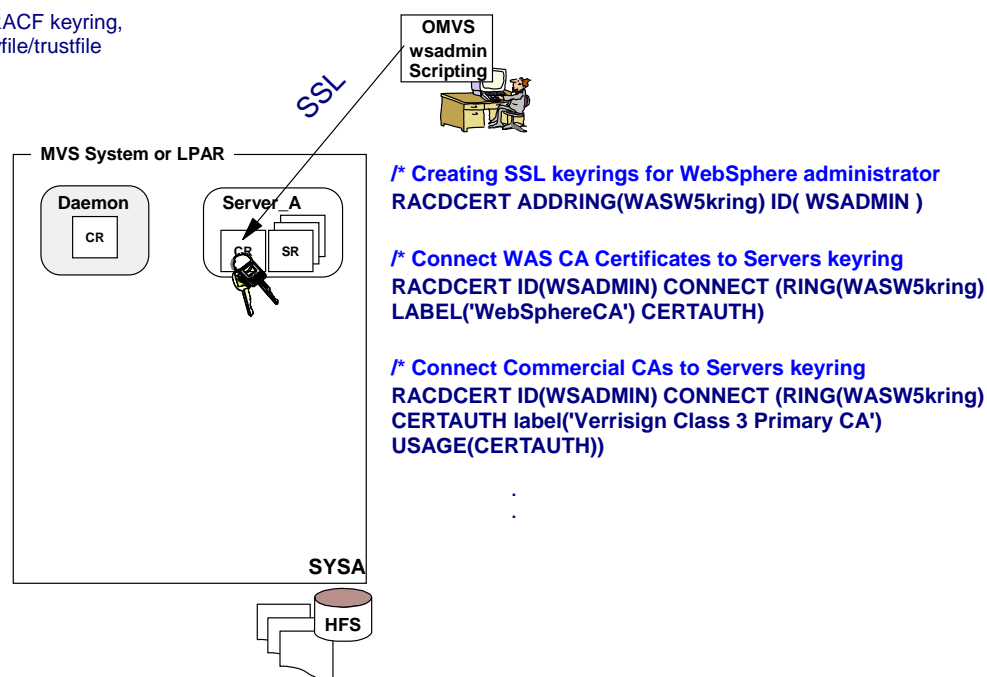 ACF keyring,
file/trustfile
OMVS
wsadmin
Scripting
SSL
MVS System or LPAR
Daemon
CR
Server_A
CR
SR
/* Creating SSL keyrings for WebSphere administrator
RACDCERT ADDRING(WASW5kring) ID( WSADMIN )
/* Connect WAS CA Certificates to Servers keyring
RACDCERT ID(WSADMIN) CONNECT (RING(WASW5kring)
LABEL('WebSphereCA') CERTAUTH)
/* Connect Commercial CAs to Servers keyring
RACDCERT ID(WSADMIN) CONNECT (RING(WASW5kring)
CERTAUTH label('Verrisign Class 3 Primary CA')
USAGE(CERTAUTH))
.
.
SYSA
HFS